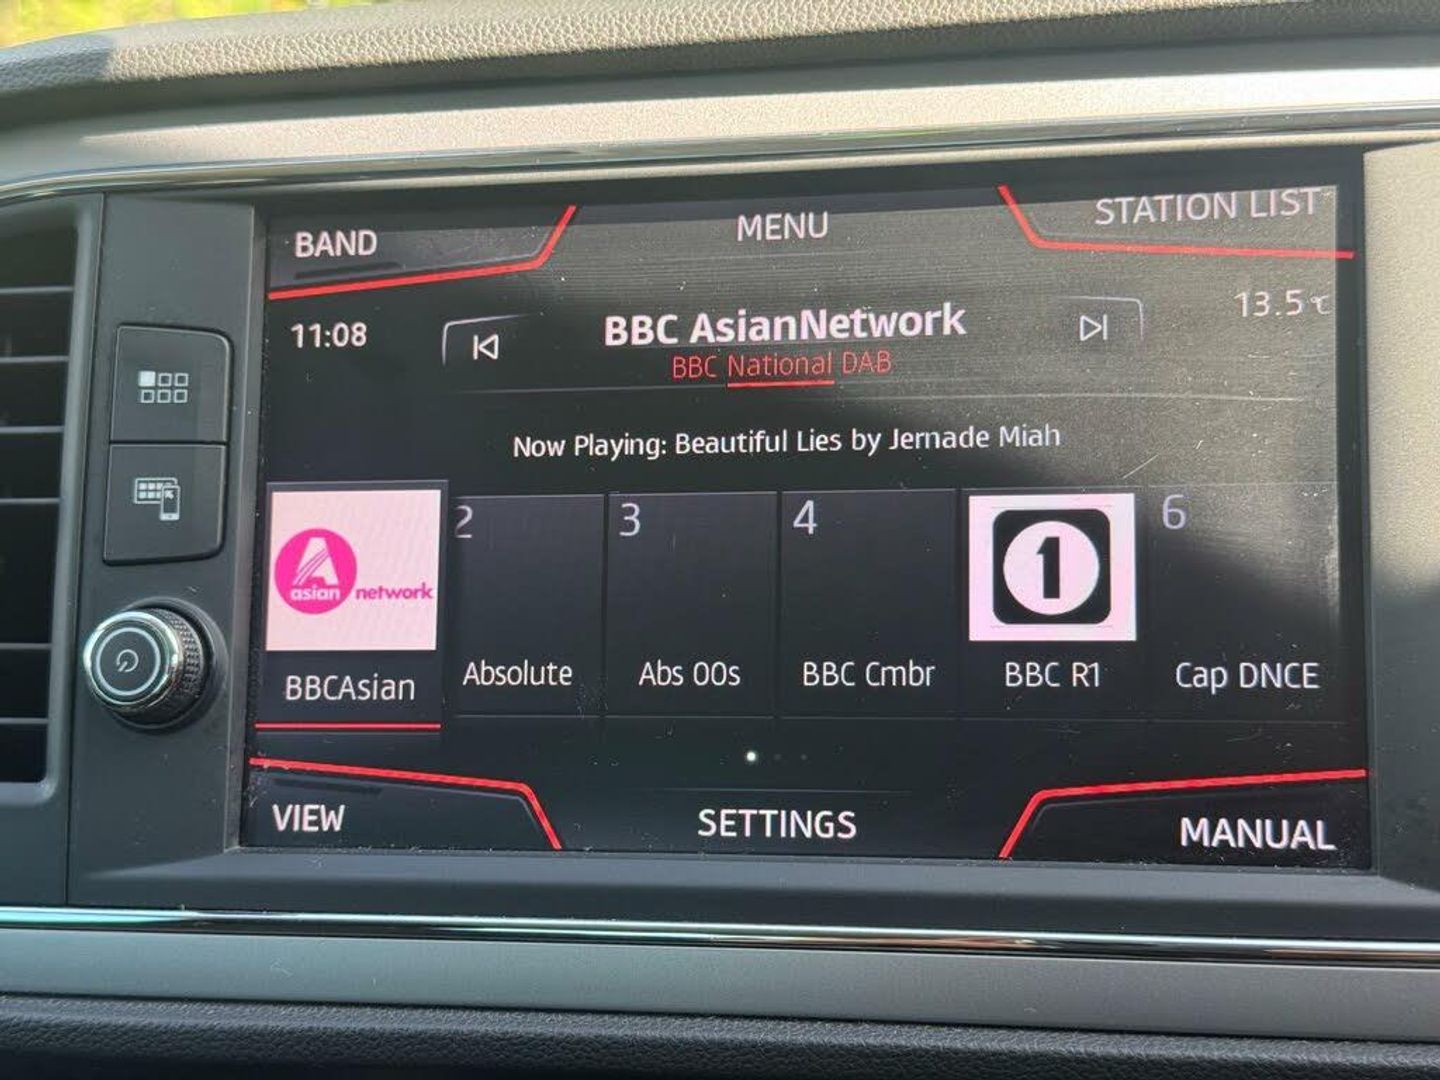 BAND
MENU
STATION LIST
11:08
BBC AsianNetwork
13.5°C
BBC National DAB
Now Playing: Beautiful Lies by Jernade Miah
A
asian network
2
3
4
1
6
BBCAsian
Absolute
Abs 00s
BBC Cmbr
BBC R1
Cap DNCE
VIEW
SETTINGS
MANUAL